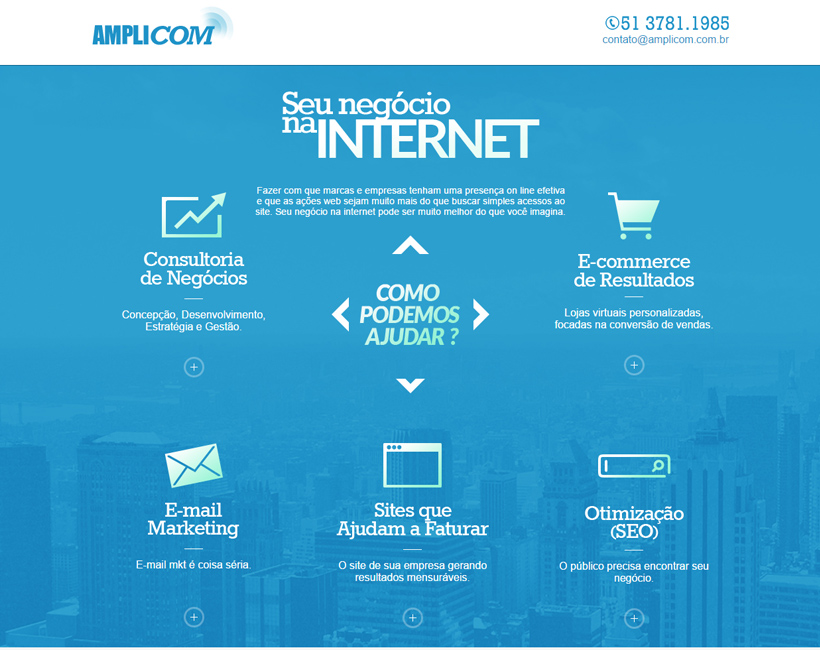 AMPLICOM
51 3781.1985
contato@amplicom.com.br
Seu negócio
na INTERNET
Fazer com que marcas e empresas tenham uma presença on line efetiva
e que as ações web sejam muito mais do que buscar simples acessos ao
site. Seu negócio na internet pode ser muito melhor do que você imagina.
Consultoria
de Negócios
Concepção, Desenvolvimento,
Estratégia e Gestão.
COMO
PODEMOS
AJUDAR ?
E-commerce
de Resultados
Lojas virtuais personalizadas,
focadas na conversão de vendas.
E-mail
Marketing
E-mail mkt é coisa séria.
Sites que
Ajudam a Faturar
O site de sua empresa gerando
resultados mensuráveis.
Otimização
(SEO)
O público precisa encontrar seu
negócio.